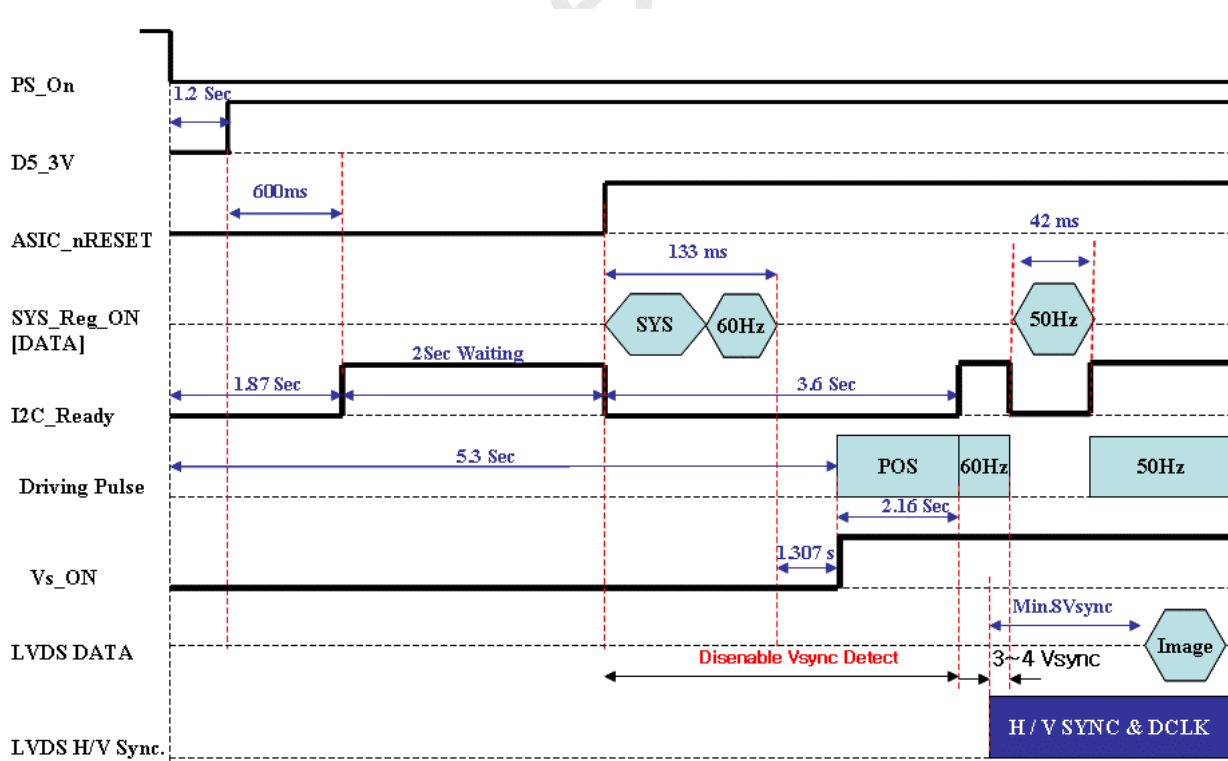 PS_On
1.2 Sec
D5_3V
600ms
ASIC_nRESET
133 ms
42 ms
SYS_Reg_ON
[DATA]
SYS
60Hz
50Hz
2Sec Waiting
1.87 Sec
3.6 Sec
I2C_Ready
5.3 Sec
POS
60Hz
50Hz
Driving Pulse
2.16 Sec
1.307 s
Vs_ON
Min.8Vsync
LVDS DATA
Image
Disenable Vsync Detect
3~4 Vsync
H / V SYNC & DCLK
LVDS H/V Sync.